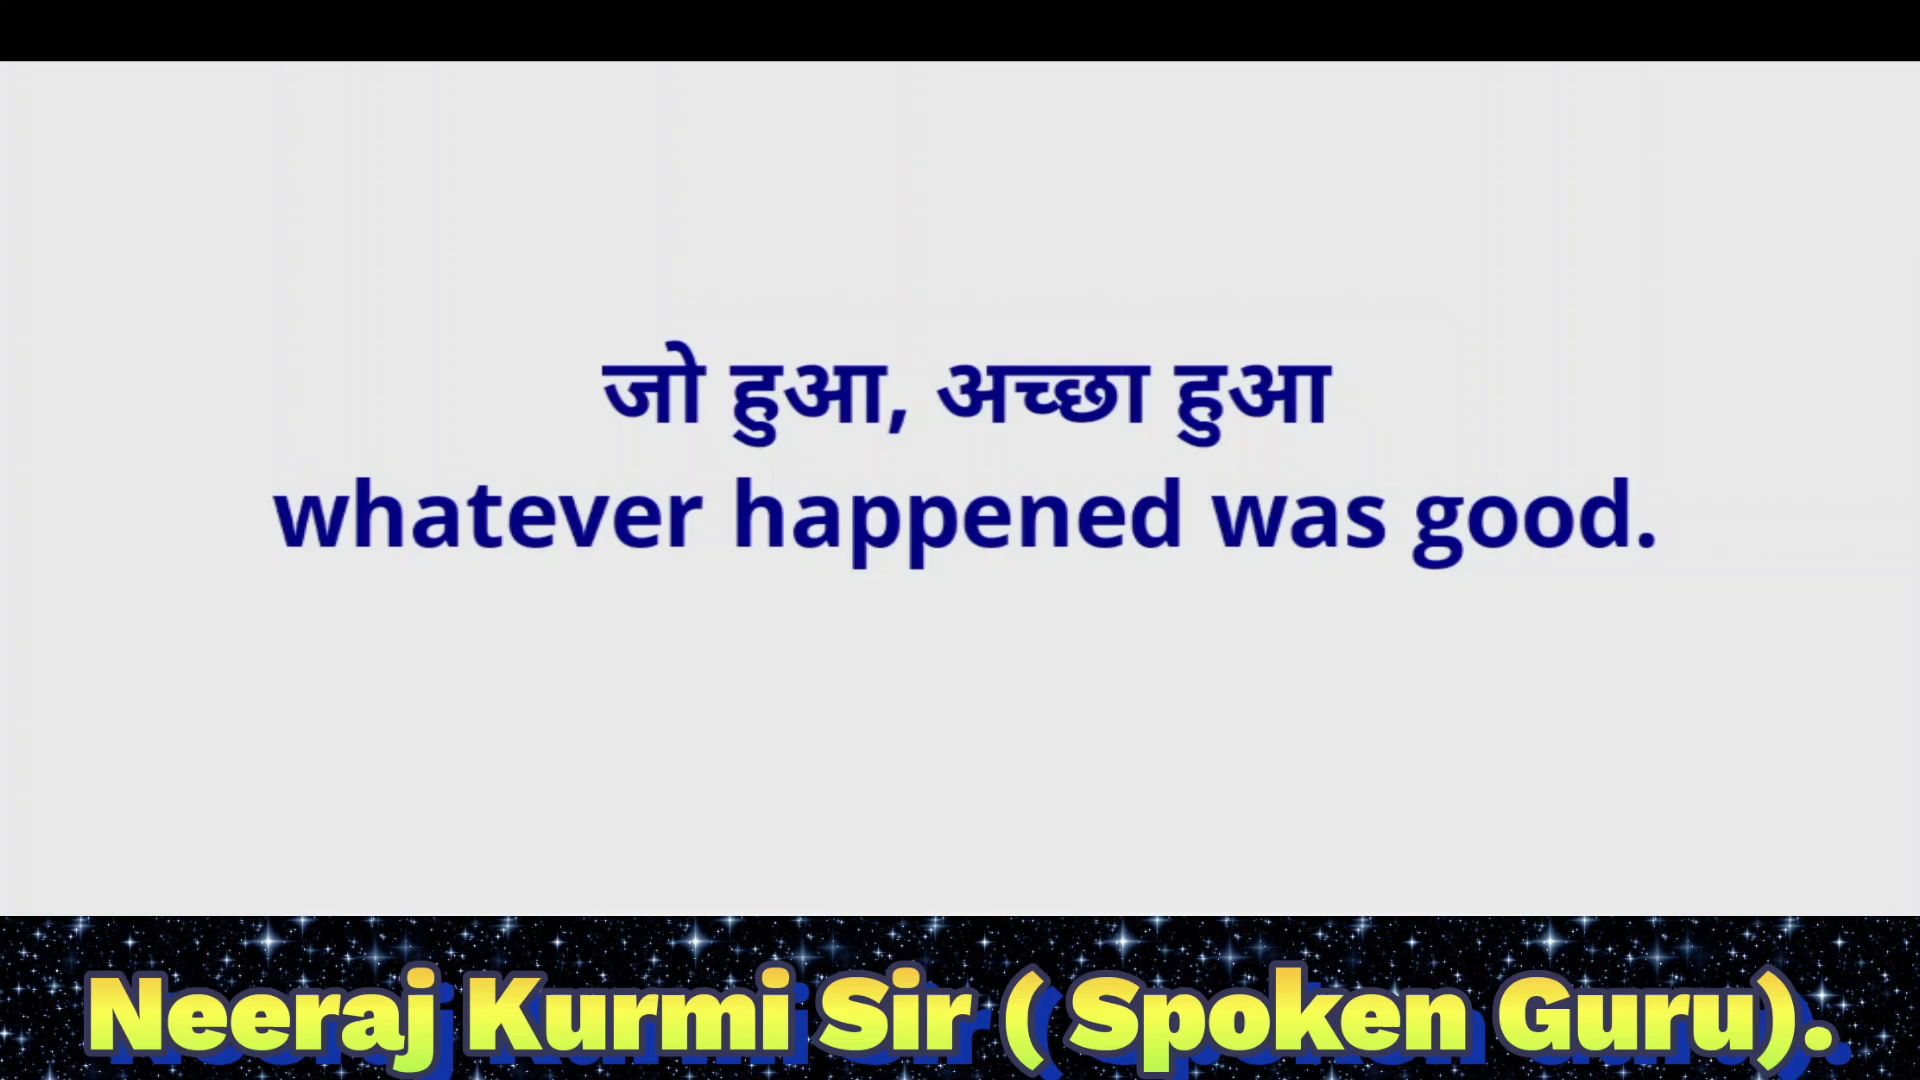 जो हुआ, अच्छा हुआ
whatever happened was good.
Neeraj Kurmi Sir ( Spoken Guru).